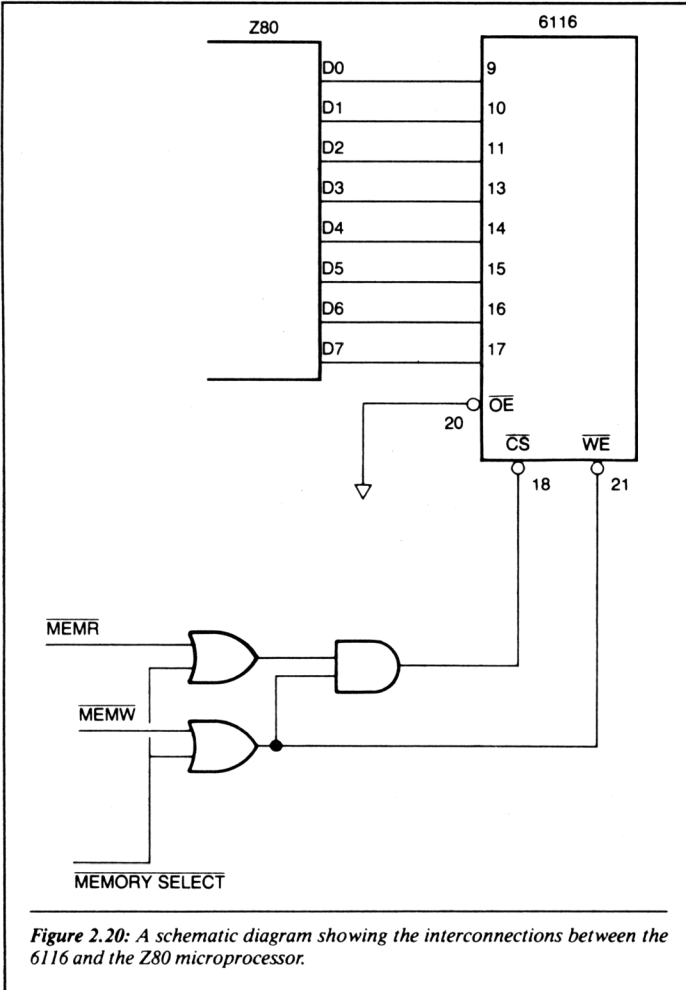 Z80
6116
D0 9
D1 10
D2 11
D3 13
D4 14
D5 15
D6 16
D7 17
20 OE
CS WE
18 21
MEMR
MEMW
MEMORY SELECT
Figure 2.20: A schematic diagram showing the interconnections between the
6116 and the Z80 microprocessor.